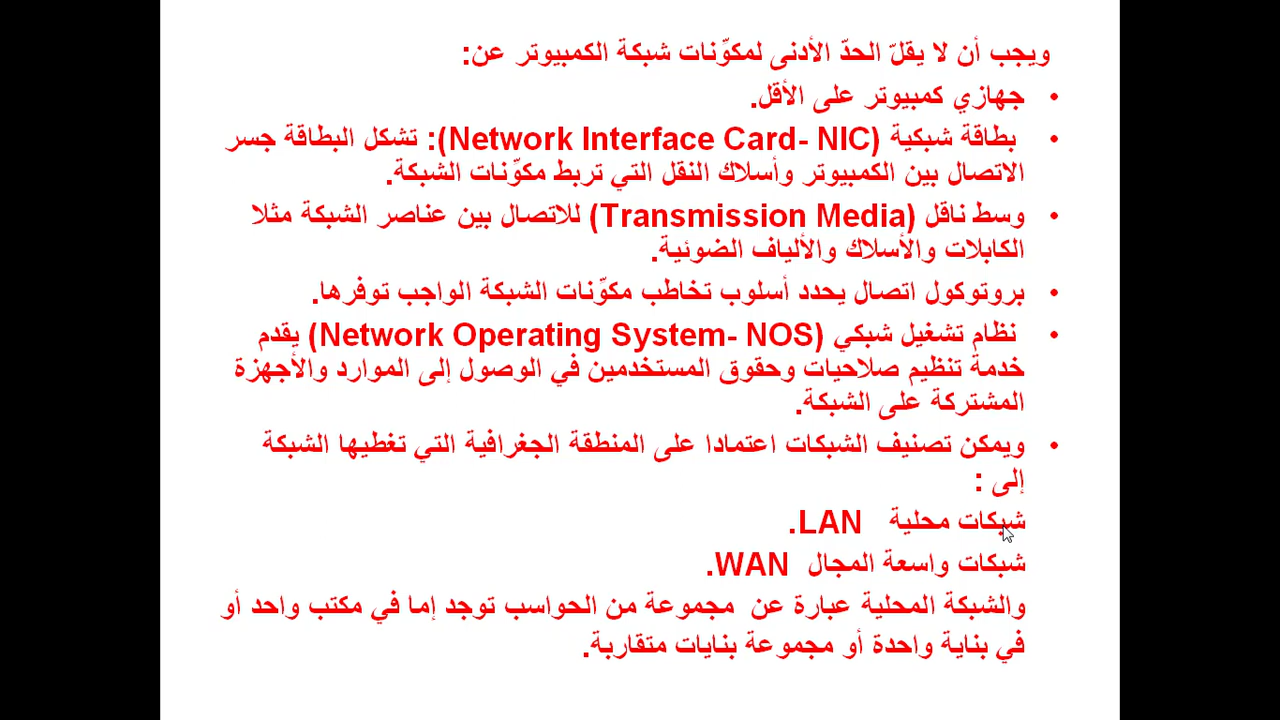 ويجب أن لا يقلّ الحدّ الأدنى لمكوِّنات شبكة الكمبيوتر عن:
• جهازي كمبيوتر على الأقل.
• بطاقة شبكية (Network Interface Card- NIC): تشكل البطاقة جسر
الاتصال بين الكمبيوتر وأسلاك النقل التي تربط مكوّنات الشبكة.
• وسط ناقل (Transmission Media) للاتصال بين عناصر الشبكة مثلا
الكابلات والأسلاك والألياف الضوئية.
• بروتوكول اتصال يحدد أسلوب تخاطب مكوِّنات الشبكة الواجب توفرها.
• نظام تشغيل شبكي (Network Operating System- NOS) يقدم
خدمة تنظيم صلاحيات وحقوق المستخدمين في الوصول إلى الموارد والأجهزة
المشتركة على الشبكة.
• ويمكن تصنيف الشبكات اعتمادا على المنطقة الجغرافية التي تغطيها الشبكة
إلى :
شبكات محلية LAN.
شبكات واسعة المجال WAN.
والشبكة المحلية عبارة عن مجموعة من الحواسب توجد إما في مكتب واحد أو
في بناية واحدة أو مجموعة بنايات متقاربة.